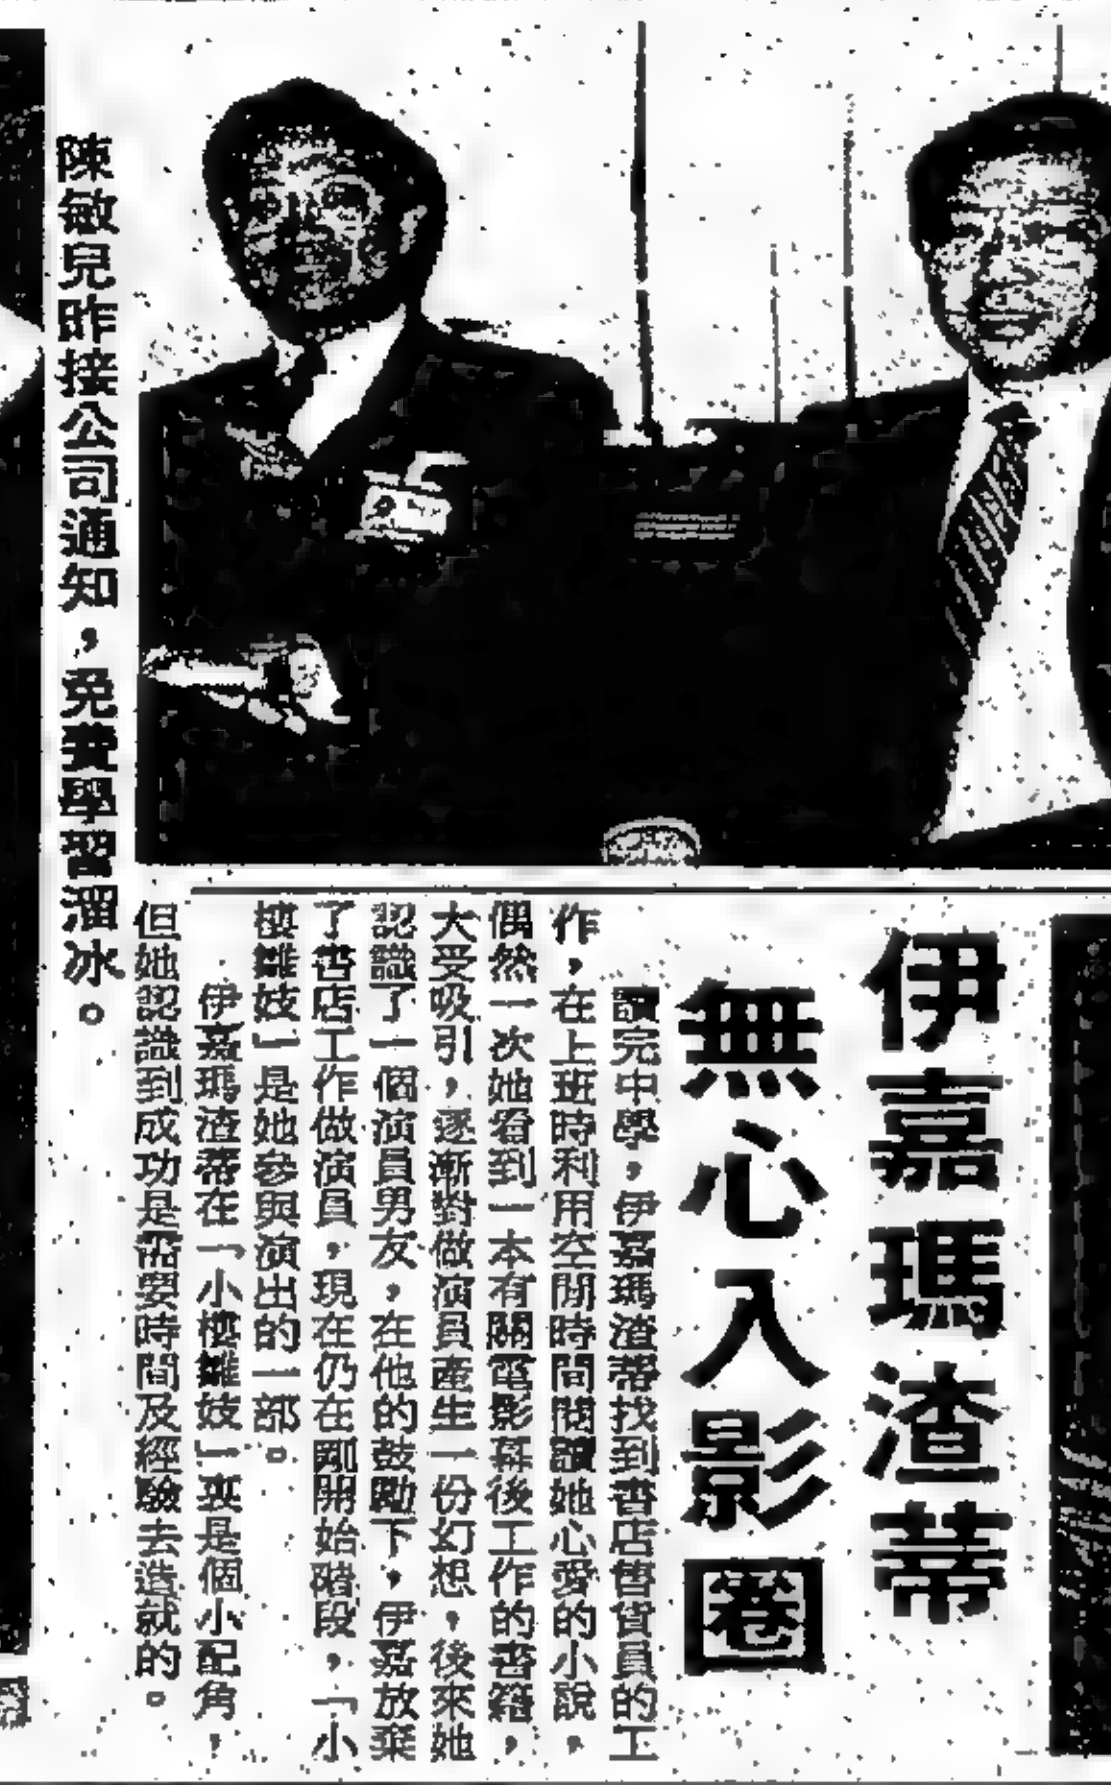 伊嘉瑪渣蒂
無心入影圈
讀完中學，伊嘉瑪渣蒂找到書店售貨員的工
作，在上班時利用空閒時間閱讀她心愛的小說，
偶然一次她看到一本有關電影幕後工作的書籍，
大受吸引，逐漸對做演員產生一份幻想，後來她
認識了一個演員男友，在他的鼓勵下，伊嘉放棄
了書店工作做演員，現在仍在剛開始階段，「小
樓雛妓」是她參與演出的一部。
伊嘉瑪渣蒂在「小樓雛妓」裏是個小配角，
但她認識到成功是需要時間及經驗去造就的。
陳敏兒昨接公司通知，免費學習溜冰。